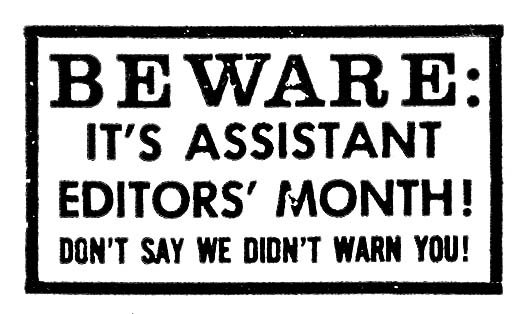 BEWARE:
IT'S ASSISTANT
EDITORS' MONTH!
DON'T SAY WE DIDN'T WARN YOU!